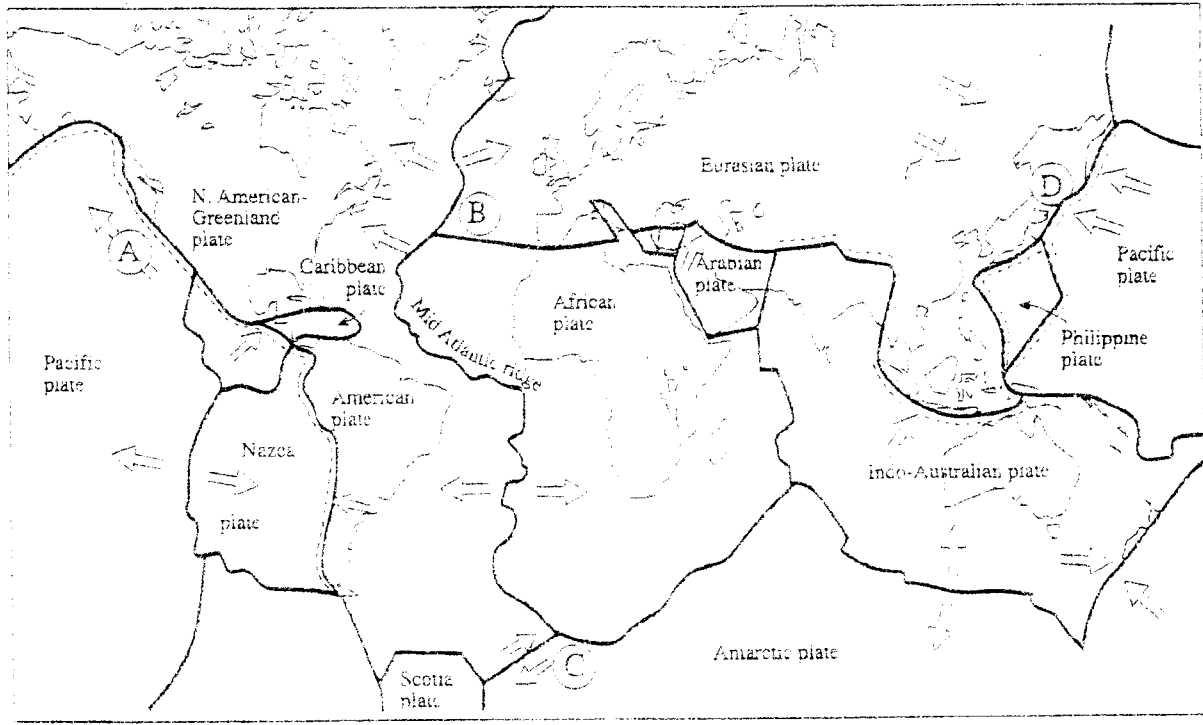 B
Eurasian plate
D
N. American-
Greenland
plate
A
Caribbean
plate
Arabian
plate
Pacific
plate
African
plate
Mid Atlantic ridge
Philippine
plate
Pacific
plate
American
plate
Nazca
plate
Indo-Australian plate
C
Antarctic plate
Scotia
plate